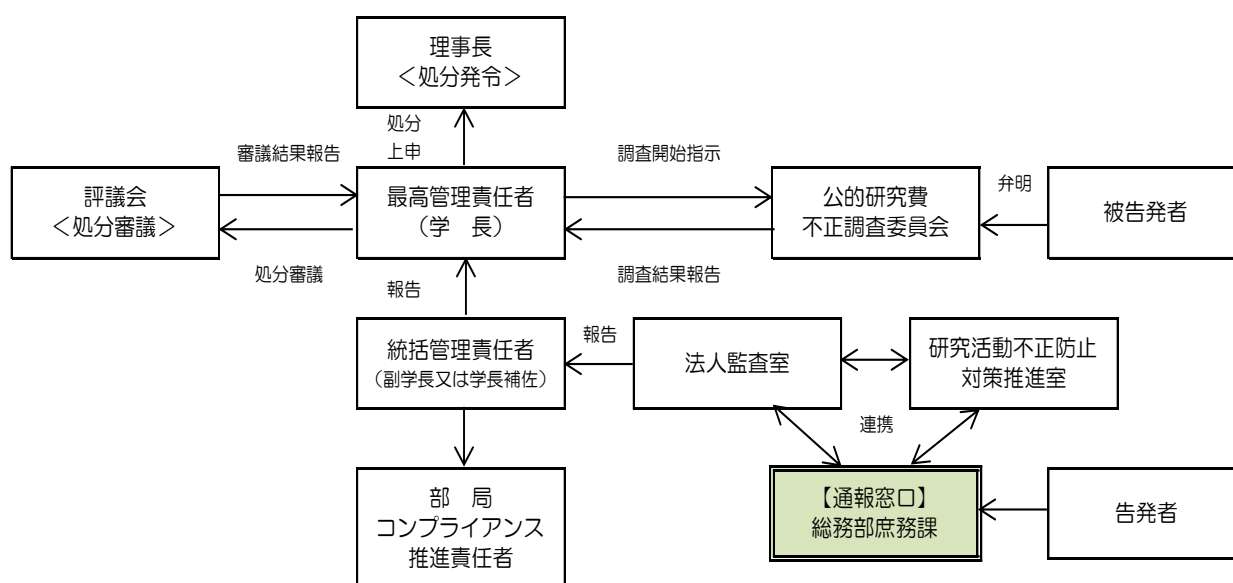 理事長
＜処分発令＞
処分
上申
審議結果報告
調査開始指示
評議会
＜処分審議＞
最高管理責任者
（学　長）
公的研究費
不正調査委員会
弁明
被告発者
処分審議
報告
調査結果報告
統括管理責任者
（副学長又は学長補佐）
報告
法人監査室
研究活動不正防止
対策推進室
連携
部　局
コンプライアンス
推進責任者
【通報窓口】
総務部庶務課
告発者